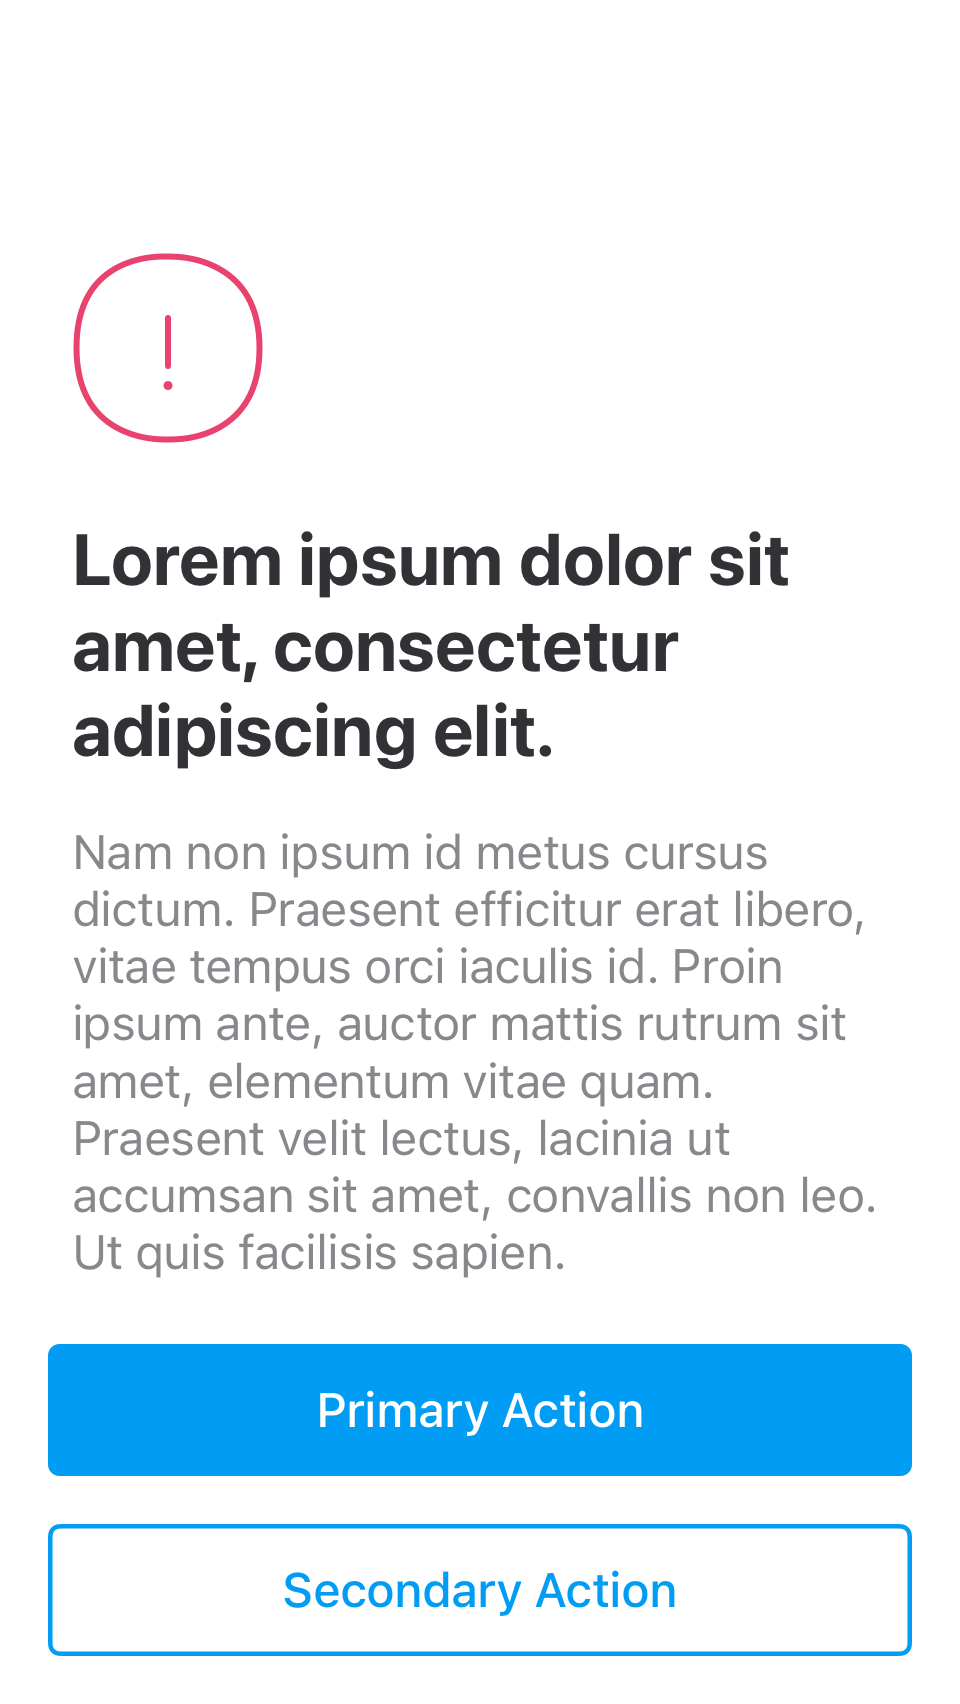 Lorem ipsum dolor sit
amet, consectetur
adipiscing elit.
Nam non ipsum id metus cursus
dictum. Praesent efficitur erat libero,
vitae tempus orci iaculis id. Proin
ipsum ante, auctor mattis rutrum sit
amet, elementum vitae quam.
Praesent velit lectus, lacinia ut
accumsan sit amet, convallis non leo.
Ut quis facilisis sapien.
Primary Action
Secondary Action